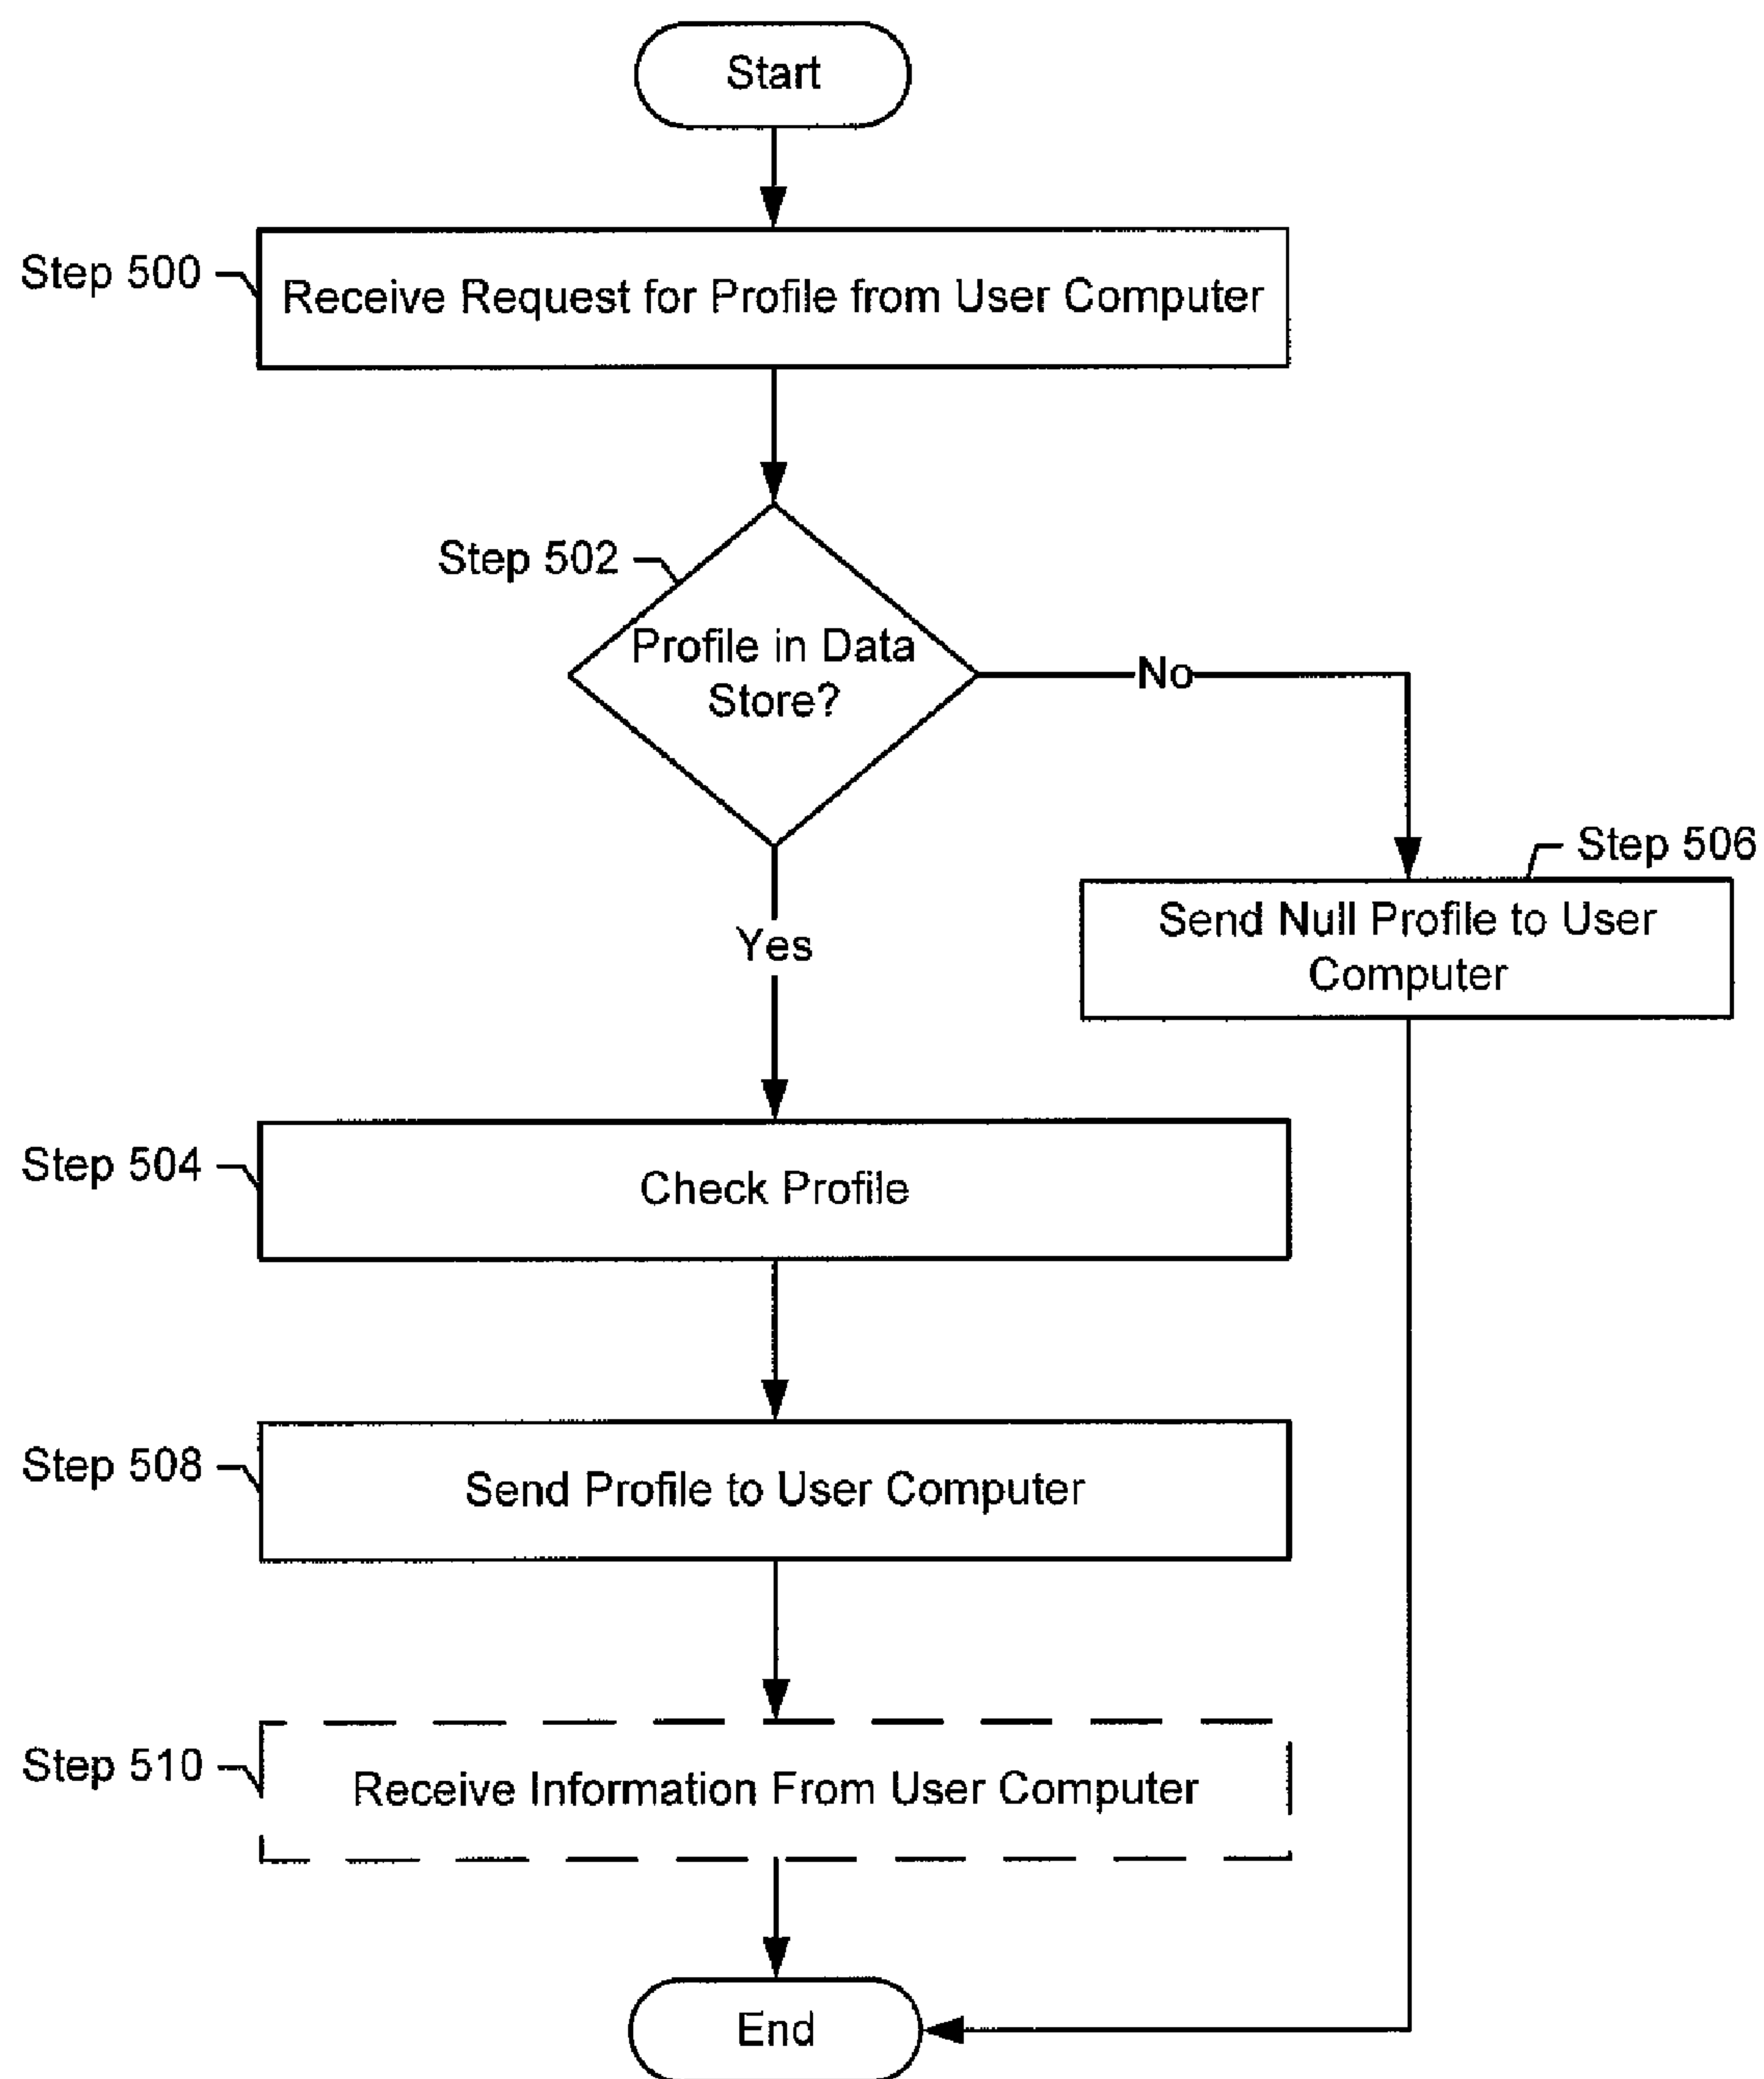 Start
Step 500
Receive Request for Profile from User Computer
Step 502
Profile in Data
Store?
No
Step 506
Send Null Profile to User
Computer
Yes
Step 504
Check Profile
Step 508
Send Profile to User Computer
Step 510
Receive Information From User Computer
End